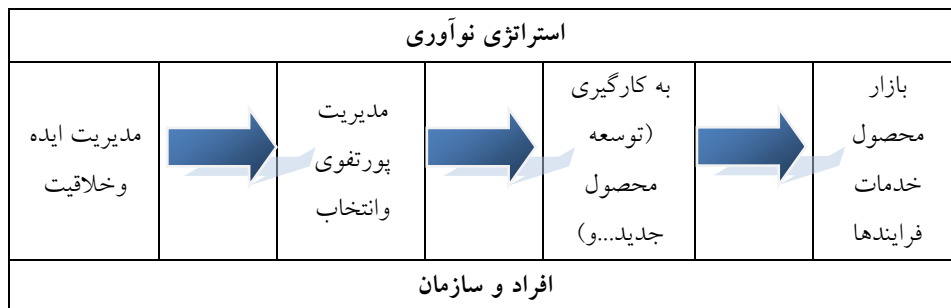 استراتژی نوآوری
مدیریت ایده
وخلاقیت
مدیریت
پورتفوی
وانتخاب
به کارگیری
(توسعه
محصول
جدید...و)
بازار
محصول
خدمات
فرایندها
افراد و سازمان